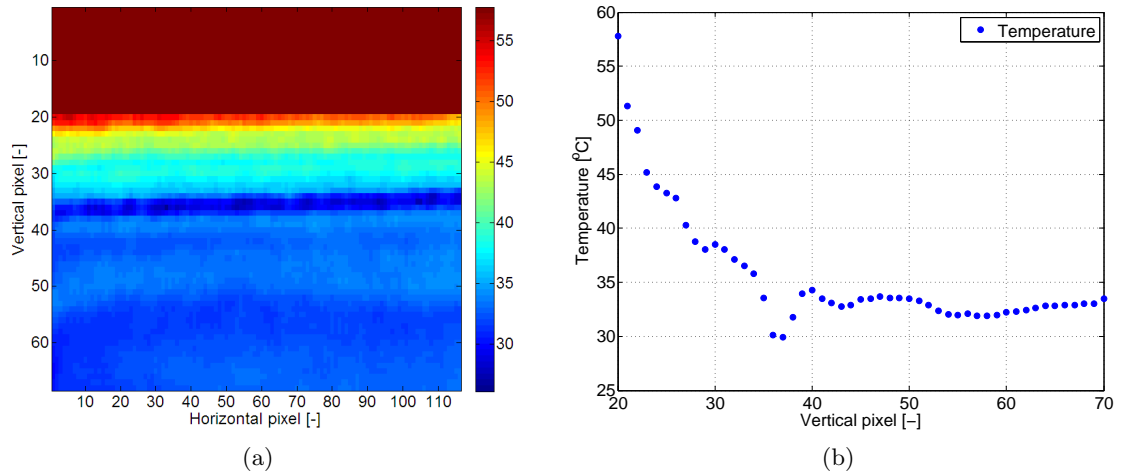 10
20
30
40
50
60
Vertical pixel [-]
10 20 30 40 50 60 70 80 90 100 110
Horizontal pixel [-]
55
50
45
40
35
30
(a)
60
55
50
45
40
35
30
25
Temperature [°C]
Temperature
20 30 40 50 60 70
Vertical pixel [–]
(b)